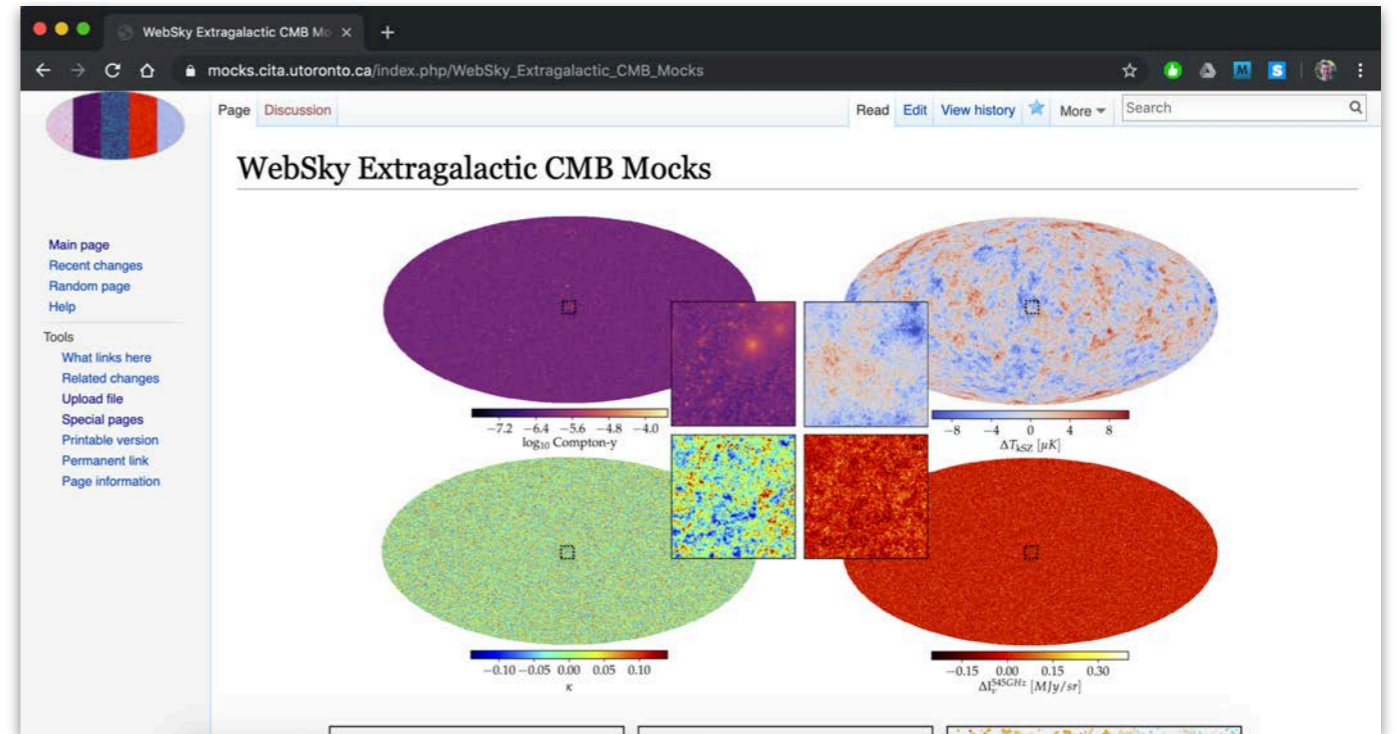 WebSky Extragalactic CMB Mo
mocks.cita.utoronto.ca/index.php/WebSky_Extragalactic_CMB_Mocks
Page Discussion Read Edit View history More Search
WebSky Extragalactic CMB Mocks
Main page
Recent changes
Random page
Help
Tools
What links here
Related changes
Upload file
Special pages
Printable version
Permanent link
Page information
−7.2 −6.4 −5.6 −4.8 −4.0
log₁₀ Compton-y
−8 −4 0 4 8
ΔT_kSZ [μK]
−0.10 −0.05 0.00 0.05 0.10
κ
−0.15 0.00 0.15 0.30
ΔI_ν^545GHz [MJy/sr]